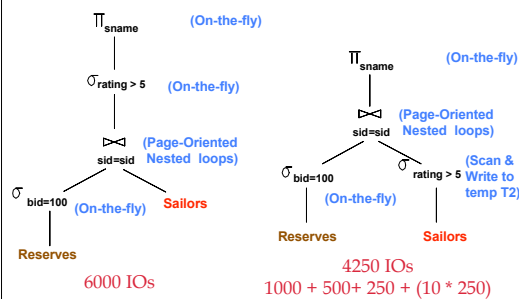 π sname (On-the-fly)
σ rating > 5 (On-the-fly)
⋈ (Page-Oriented
sid=sid Nested loops)
σ bid=100 (On-the-fly) Sailors
Reserves
6000 IOs
π sname (On-the-fly)
⋈ (Page-Oriented
sid=sid Nested loops)
σ bid=100 (On-the-fly)
σ rating > 5 (Scan &
Write to
temp T2)
Reserves Sailors
4250 IOs
1000 + 500+ 250 + (10 * 250)